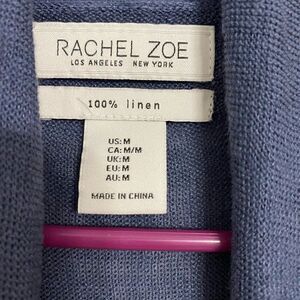 RACHEL ZOE
LOS ANGELES NEW YORK
100% linen
US: M
CA: M/M
UK: M
EU: M
AU: M
MADE IN CHINA